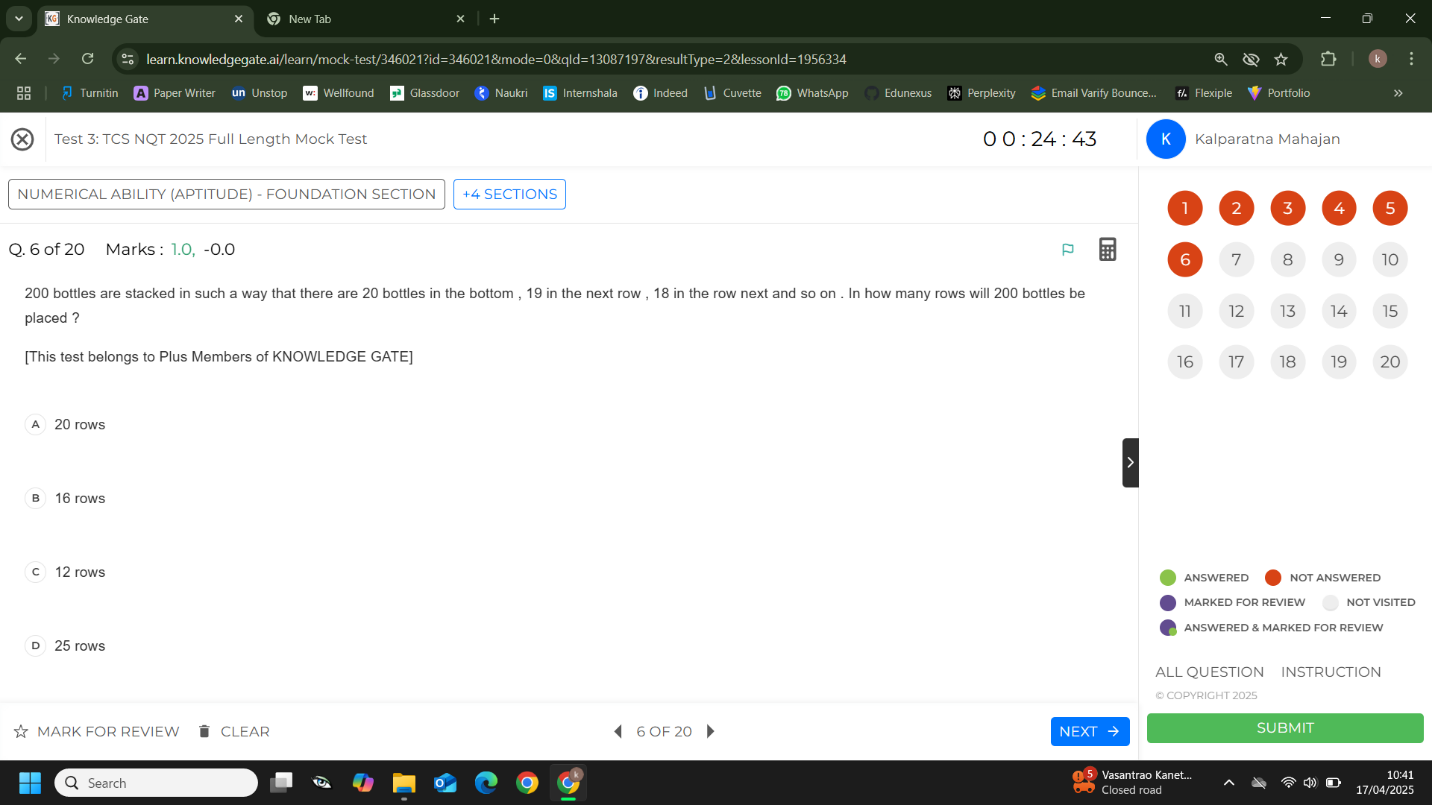 Knowledge Gate
New Tab
learn.knowledgegate.ai/learn/mock-test/346021?id=346021&mode=0&qId=13087197&resultType=2&lessonId=1956334
k
Turnitin
A Paper Writer
un Unstop
w: Wellfound
Glassdoor
Naukri
IS Internshala
Indeed
Cuvette
WhatsApp
Edunexus
Perplexity
Email Varify Bounce...
Flexiple
Portfolio
»
Test 3: TCS NQT 2025 Full Length Mock Test
0 0 : 24 : 43
K Kalparatna Mahajan
NUMERICAL ABILITY (APTITUDE) - FOUNDATION SECTION
+4 SECTIONS
Q. 6 of 20 Marks : 1.0, -0.0
200 bottles are stacked in such a way that there are 20 bottles in the bottom , 19 in the next row , 18 in the row next and so on . In how many rows will 200 bottles be
placed ?
[This test belongs to Plus Members of KNOWLEDGE GATE]
A 20 rows
B 16 rows
C 12 rows
D 25 rows
1 2 3 4 5
6 7 8 9 10
11 12 13 14 15
16 17 18 19 20
ANSWERED NOT ANSWERED
MARKED FOR REVIEW NOT VISITED
ANSWERED & MARKED FOR REVIEW
ALL QUESTION INSTRUCTION
© COPYRIGHT 2025
SUBMIT
MARK FOR REVIEW CLEAR
6 OF 20
NEXT
Search
5
Vasantrao Kanet...
Closed road
10:41
17/04/2025